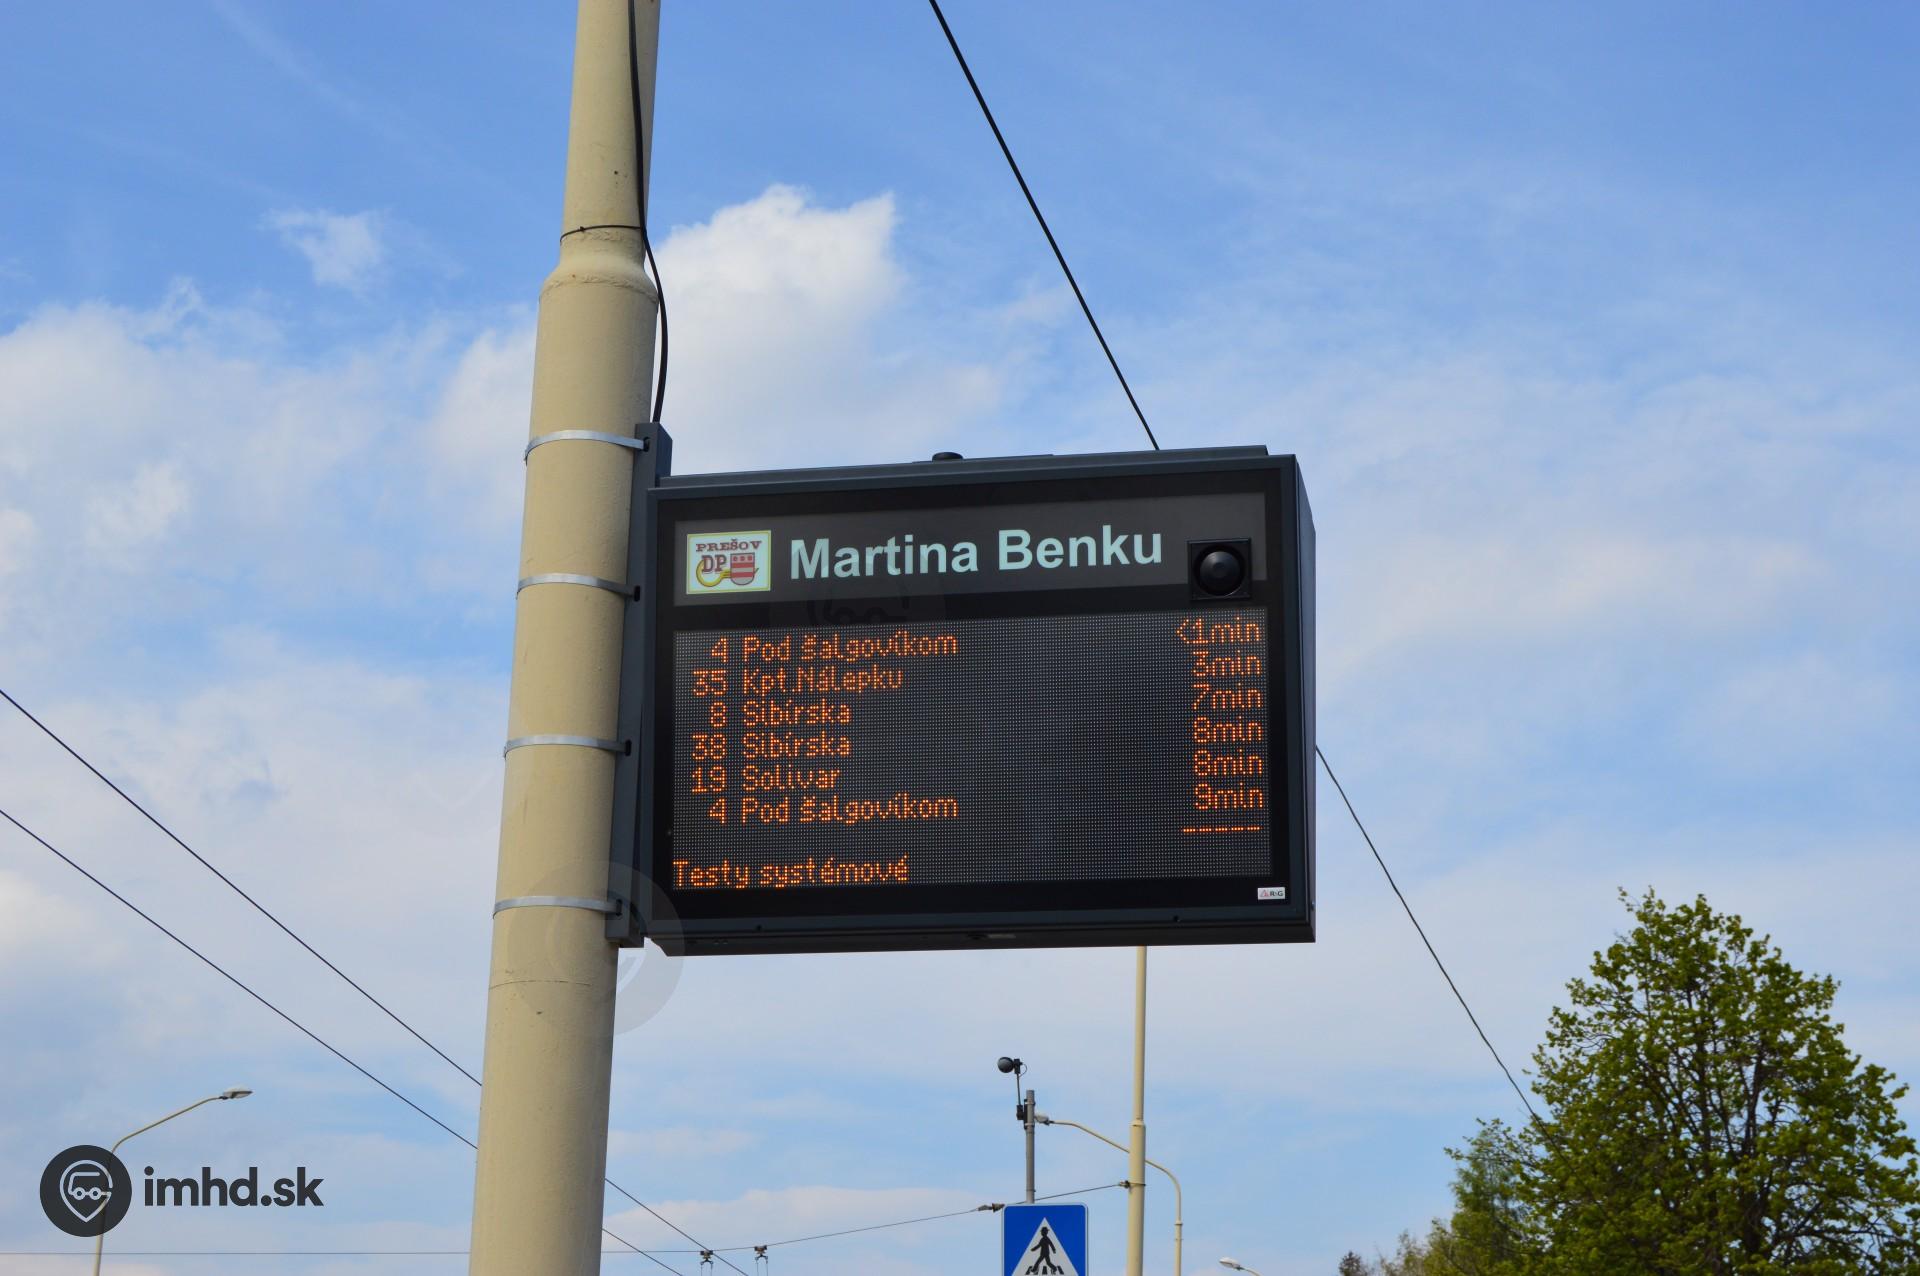 PREŠOV
DP
Martina Benku
4 Pod šalgovíkom <1min
35 Kpt.Nálepku 3min
8 Sibírska 7min
38 Sibírska 8min
19 Solivar 8min
4 Pod šalgovíkom 9min
-----
Testy systémové
R&G
imhd.sk